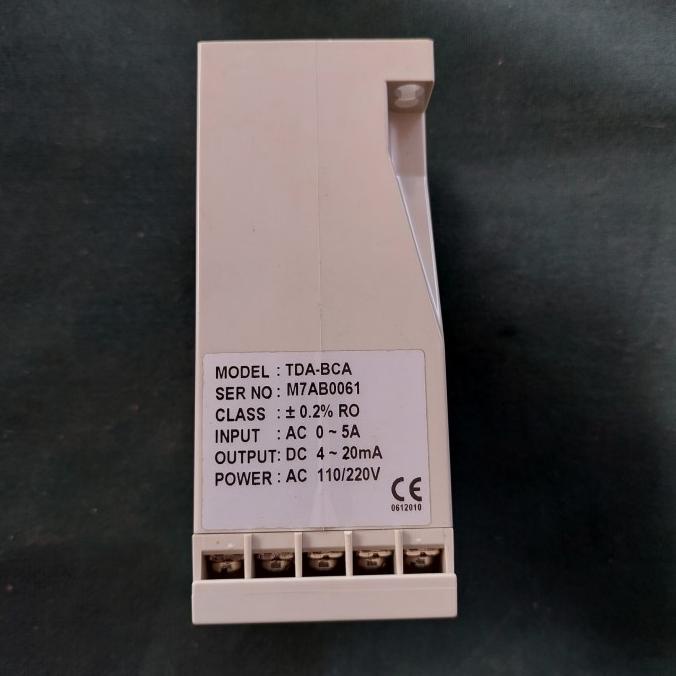 MODEL : TDA-BCA
SER NO : M7AB0061
CLASS : ± 0.2% RO
INPUT : AC 0 ~ 5A
OUTPUT: DC 4 ~ 20mA
POWER : AC 110/220V
CE
0612010